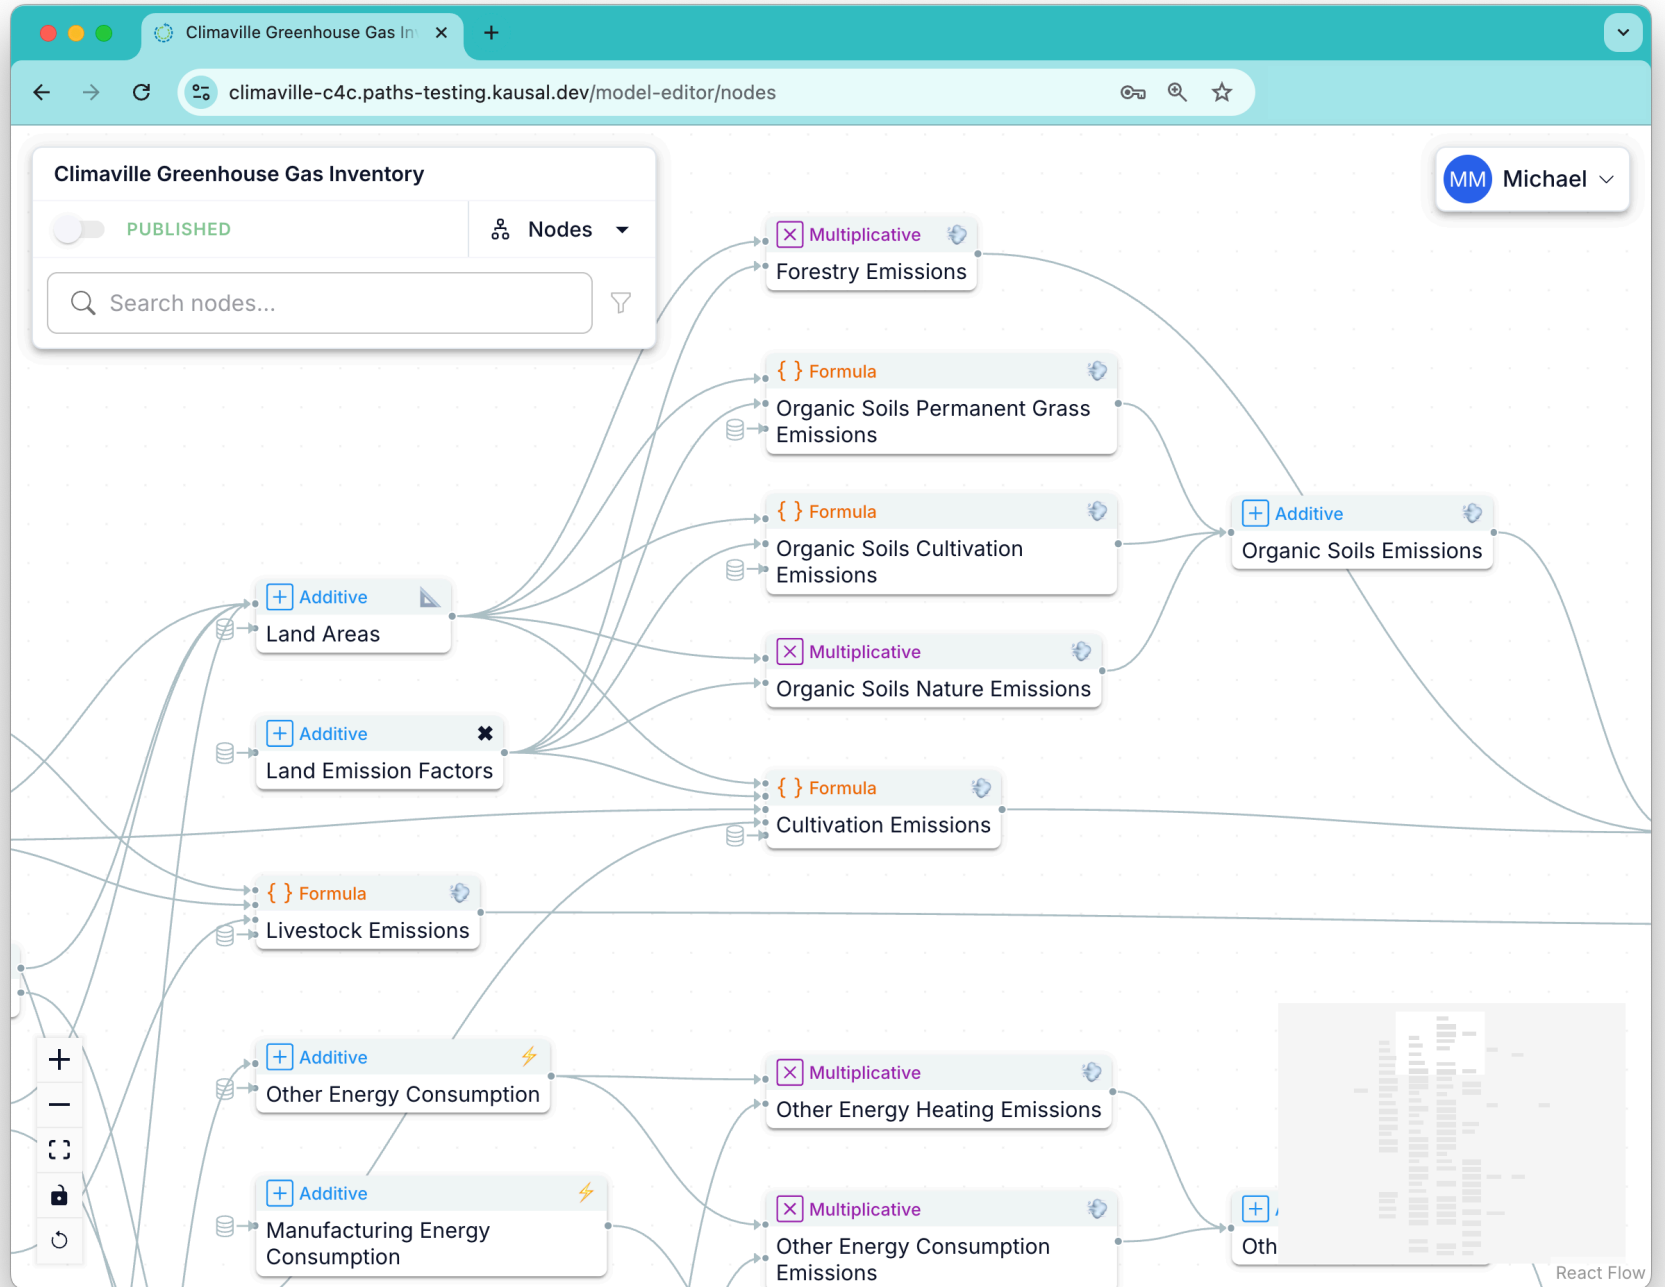 Climaville Greenhouse Gas In
climaville-c4c.paths-testing.kausal.dev/model-editor/nodes
Climaville Greenhouse Gas Inventory
PUBLISHED
Nodes
Search nodes...
MM
Michael
Multiplicative
Forestry Emissions
Formula
Organic Soils Permanent Grass
Emissions
Formula
Organic Soils Cultivation
Emissions
Additive
Organic Soils Emissions
Additive
Land Areas
Multiplicative
Organic Soils Nature Emissions
Additive
Land Emission Factors
Formula
Cultivation Emissions
Formula
Livestock Emissions
Additive
Other Energy Consumption
Multiplicative
Other Energy Heating Emissions
Additive
Manufacturing Energy
Consumption
Multiplicative
Other Energy Consumption
Emissions
Oth
React Flow